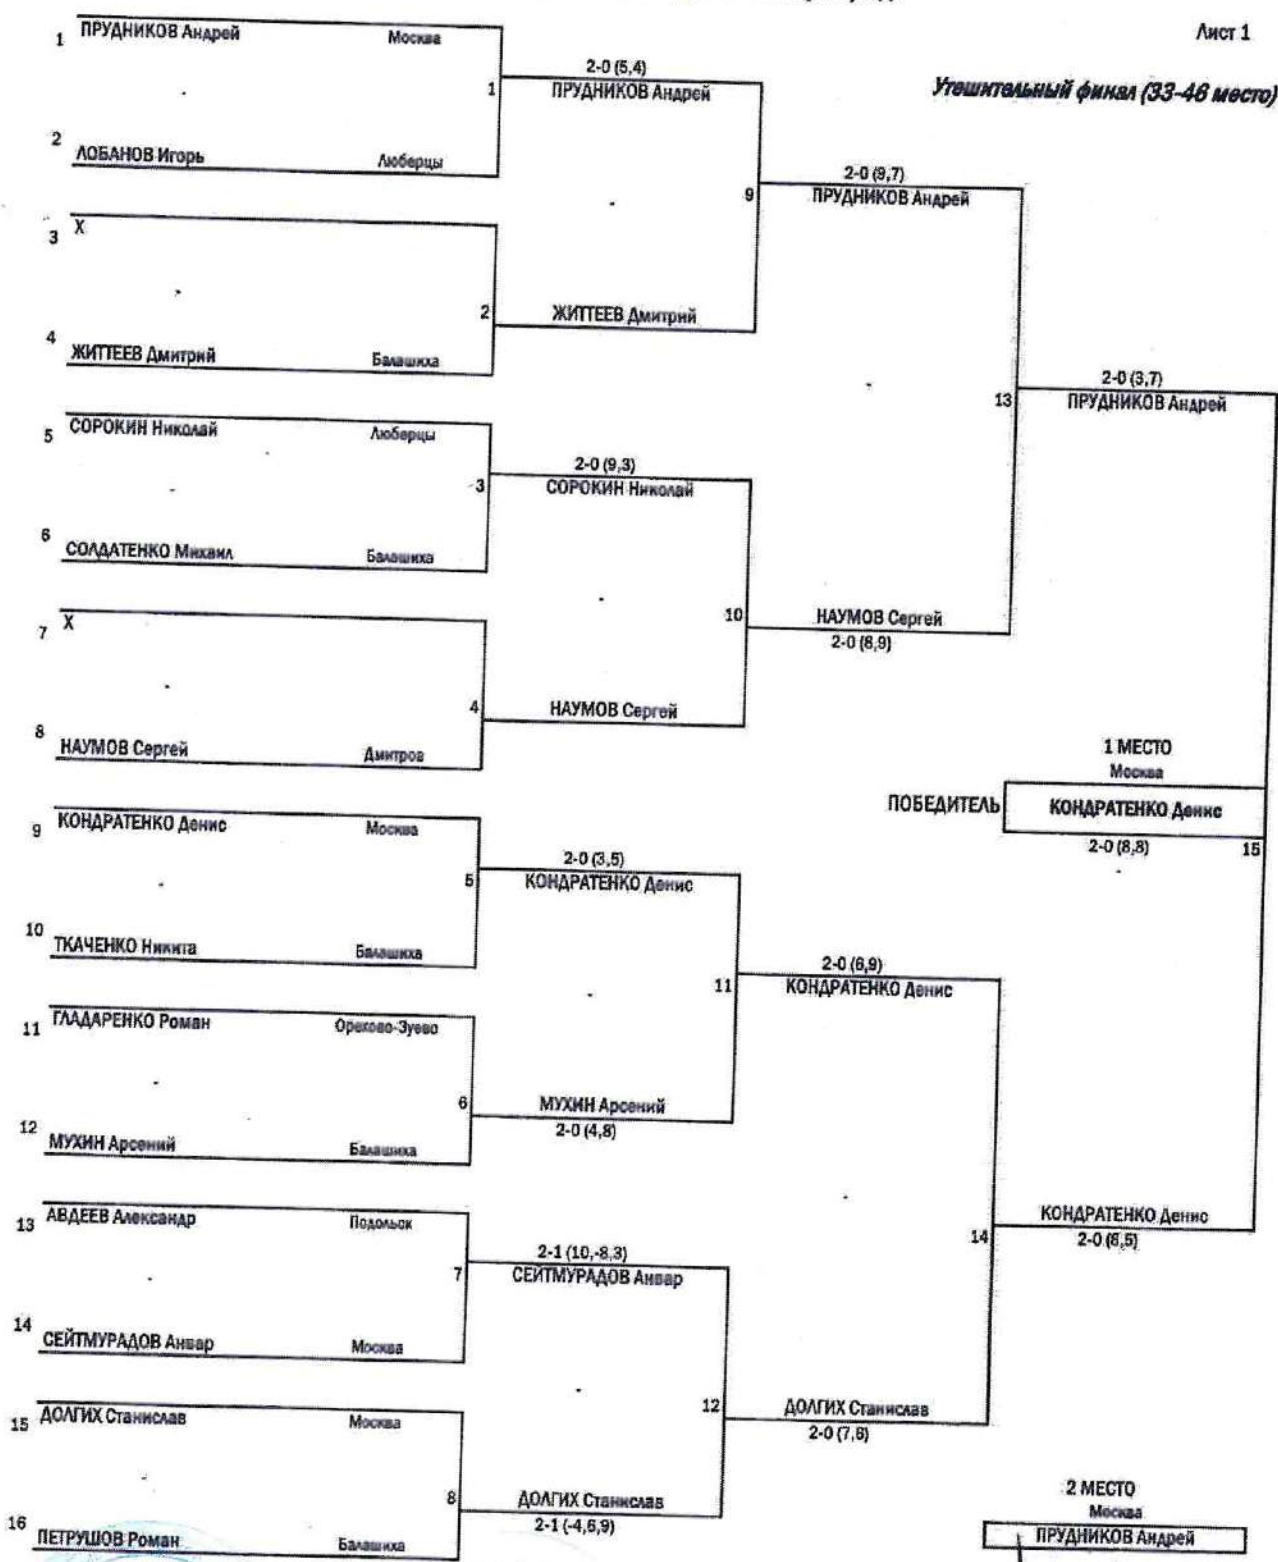 Лист 1
Утешительный финал (33-46 место)
1 ПРУДНИКОВ Андрей Москва
2 ЛОБАНОВ Игорь Люберцы
1
2-0 (5,4)
ПРУДНИКОВ Андрей
3 X
4 ЖИТТЕЕВ Дмитрий Балашиха
2
ЖИТТЕЕВ Дмитрий
9
2-0 (9,7)
ПРУДНИКОВ Андрей
5 СОРОКИН Николай Люберцы
6 СОЛДАТЕНКО Михаил Балашиха
3
2-0 (9,3)
СОРОКИН Николай
7 X
8 НАУМОВ Сергей Дмитров
4
НАУМОВ Сергей
10
НАУМОВ Сергей
2-0 (8,9)
13
2-0 (3,7)
ПРУДНИКОВ Андрей
1 МЕСТО
Москва
ПОБЕДИТЕЛЬ КОНДРАТЕНКО Денис
2-0 (8,8)
15
9 КОНДРАТЕНКО Денис Москва
10 ТКАЧЕНКО Никита Балашиха
5
2-0 (3,5)
КОНДРАТЕНКО Денис
11 ГЛАДАРЕНКО Роман Орехово-Зуево
12 МУХИН Арсений Балашиха
6
МУХИН Арсений
2-0 (4,8)
11
2-0 (6,9)
КОНДРАТЕНКО Денис
13 АВДЕЕВ Александр Подольск
14 СЕЙТМУРАДОВ Анвар Москва
7
2-1 (10,-8,3)
СЕЙТМУРАДОВ Анвар
15 ДОЛГИХ Станислав Москва
16 ПЕТРУШОВ Роман Балашиха
8
ДОЛГИХ Станислав
2-1 (-4,6,9)
12
ДОЛГИХ Станислав
2-0 (7,6)
14
КОНДРАТЕНКО Денис
2-0 (6,5)
2 МЕСТО
Москва
ПРУДНИКОВ Андрей